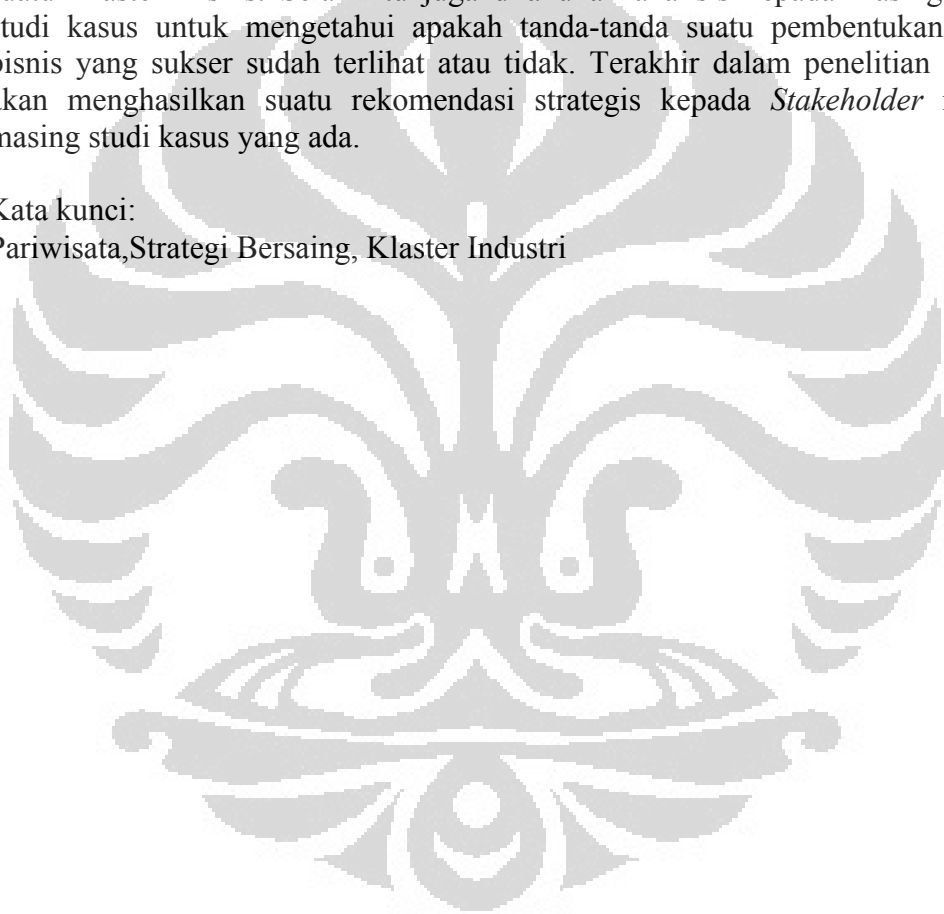 juga kepada
studi kasus untuk mengetahui apakah tanda-tanda suatu pembentukan
bisnis yang sukser sudah terlihat atau tidak. Terakhir dalam penelitian
akan menghasilkan suatu rekomendasi strategis kepada Stakeholder
masing studi kasus yang ada.
Kata kunci:
Pariwisata,Strategi Bersaing, Klaster Industri